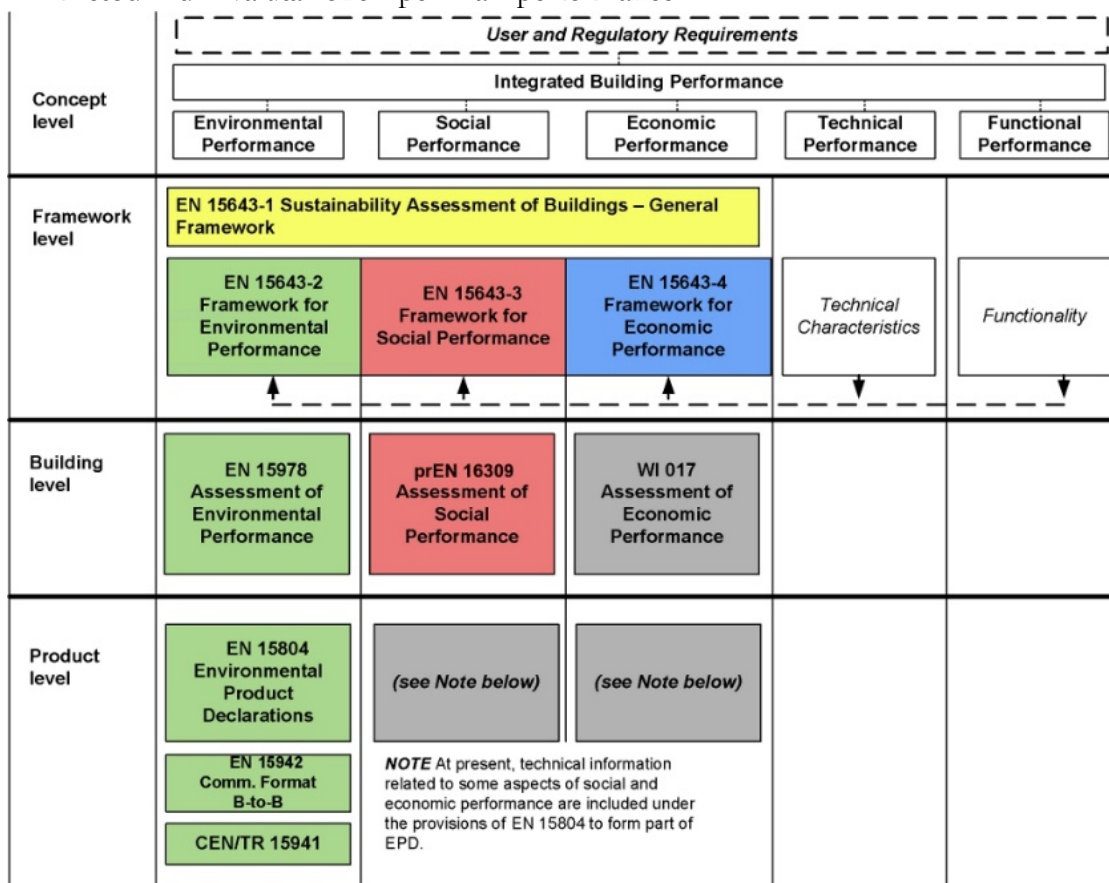 User and Regulatory Requirements
Integrated Building Performance
Concept
level
Environmental
Performance
Social
Performance
Economic
Performance
Technical
Performance
Functional
Performance
Framework
level
EN 15643-1 Sustainability Assessment of Buildings – General
Framework
EN 15643-2
Framework for
Environmental
Performance
EN 15643-3
Framework for
Social Performance
EN 15643-4
Framework for
Economic
Performance
Technical
Characteristics
Functionality
Building
level
EN 15978
Assessment of
Environmental
Performance
prEN 16309
Assessment of
Social
Performance
WI 017
Assessment of
Economic
Performance
Product
level
EN 15804
Environmental
Product
Declarations
(see Note below)
(see Note below)
EN 15942
Comm. Format
B-to-B
CEN/TR 15941
NOTE At present, technical information
related to some aspects of social and
economic performance are included under
the provisions of EN 15804 to form part of
EPD.